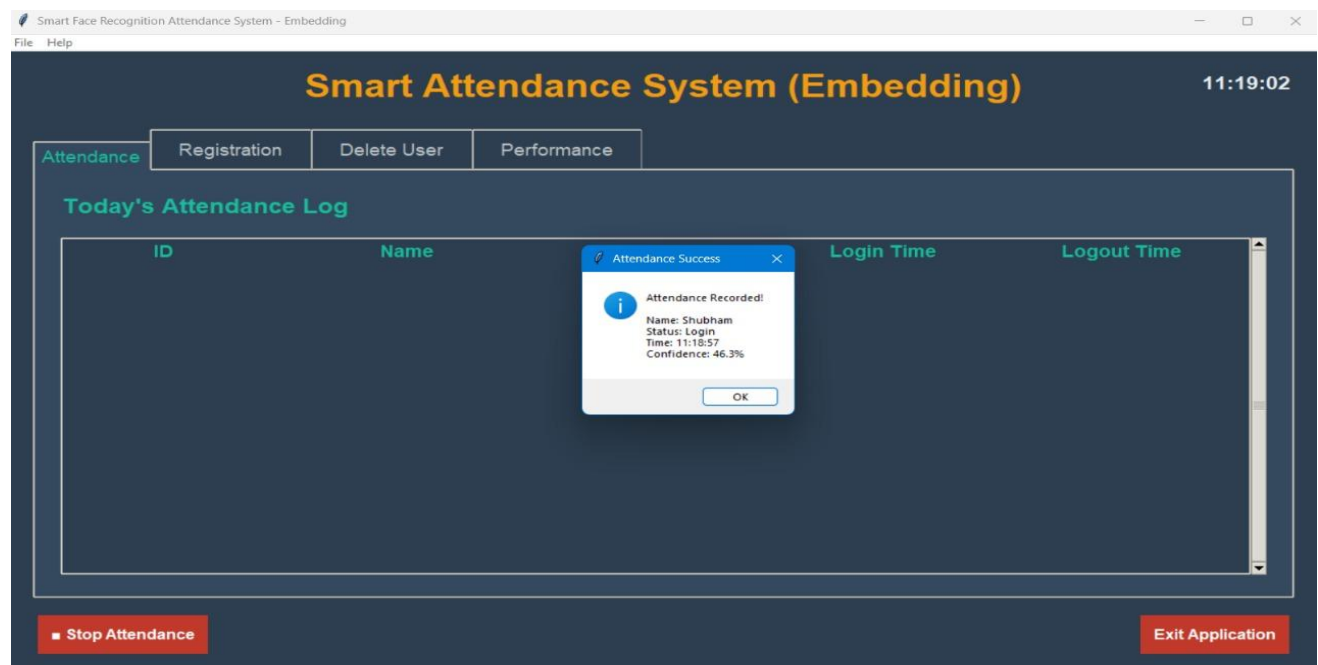 Smart Face Recognition Attendance System - Embedding
File Help
Smart Attendance System (Embedding)
11:19:02
Attendance Registration Delete User Performance
Today's Attendance Log
ID Name Login Time Logout Time
Attendance Success
Attendance Recorded!
Name: Shubham
Status: Login
Time: 11:18:57
Confidence: 46.3%
OK
Stop Attendance
Exit Application